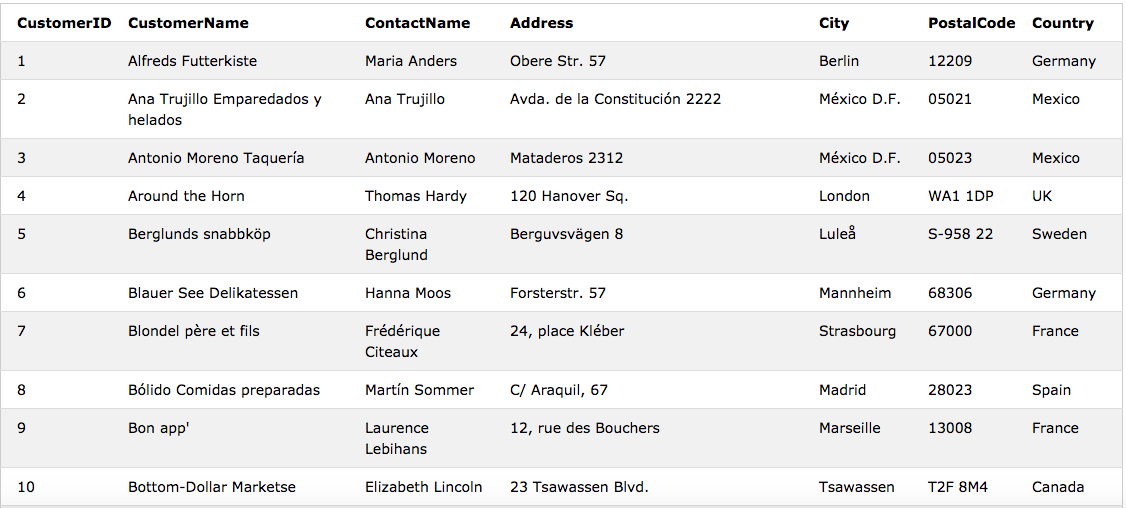 CustomerID CustomerName ContactName Address City PostalCode Country
1 Alfreds Futterkiste Maria Anders Obere Str. 57 Berlin 12209 Germany
2 Ana Trujillo Emparedados y Ana Trujillo Avda. de la Constitución 2222 México D.F. 05021 Mexico
helados
3 Antonio Moreno Taquería Antonio Moreno Mataderos 2312 México D.F. 05023 Mexico
4 Around the Horn Thomas Hardy 120 Hanover Sq. London WA1 1DP UK
5 Berglunds snabbköp Christina Berguvsvägen 8 Luleå S-958 22 Sweden
Berglund
6 Blauer See Delikatessen Hanna Moos Forsterstr. 57 Mannheim 68306 Germany
7 Blondel père et fils Frédérique 24, place Kléber Strasbourg 67000 France
Citeaux
8 Bólido Comidas preparadas Martín Sommer C/ Araquil, 67 Madrid 28023 Spain
9 Bon app' Laurence 12, rue des Bouchers Marseille 13008 France
Lebihans
10 Bottom-Dollar Marketse Elizabeth Lincoln 23 Tsawassen Blvd. Tsawassen T2F 8M4 Canada